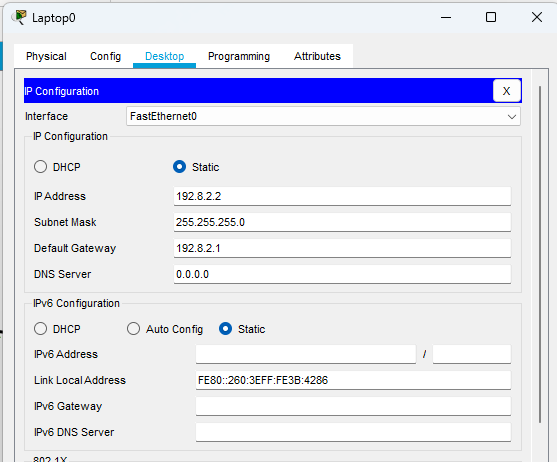 Laptop0
Physical Config Desktop Programming Attributes
IP Configuration X
Interface FastEthernet0
IP Configuration
DHCP Static
IP Address 192.8.2.2
Subnet Mask 255.255.255.0
Default Gateway 192.8.2.1
DNS Server 0.0.0.0
IPv6 Configuration
DHCP Auto Config Static
IPv6 Address /
Link Local Address FE80::260:3EFF:FE3B:4286
IPv6 Gateway
IPv6 DNS Server
802.1X